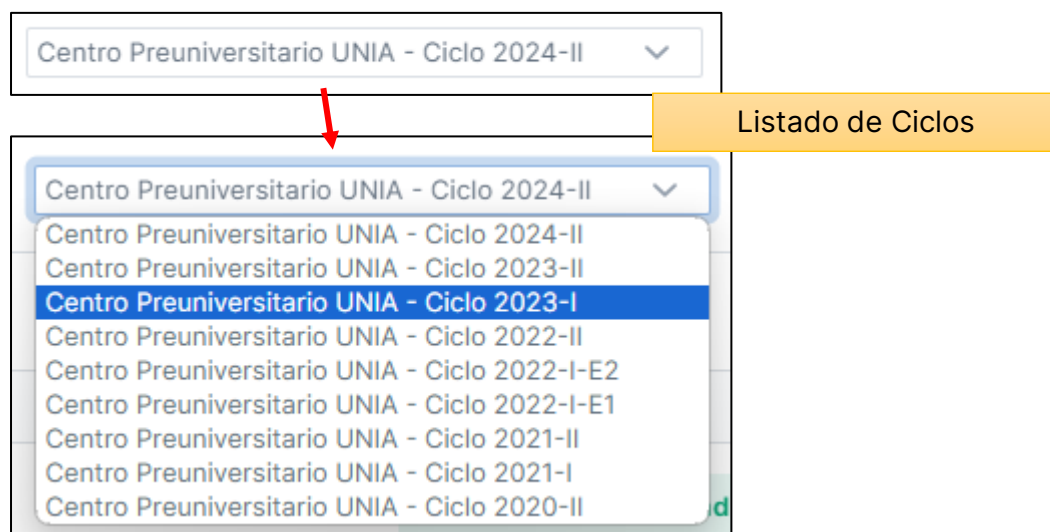 Centro Preuniversitario UNIA - Ciclo 2024-II
Listado de Ciclos
Centro Preuniversitario UNIA - Ciclo 2024-II
Centro Preuniversitario UNIA - Ciclo 2024-II
Centro Preuniversitario UNIA - Ciclo 2023-II
Centro Preuniversitario UNIA - Ciclo 2023-I
Centro Preuniversitario UNIA - Ciclo 2022-II
Centro Preuniversitario UNIA - Ciclo 2022-I-E2
Centro Preuniversitario UNIA - Ciclo 2022-I-E1
Centro Preuniversitario UNIA - Ciclo 2021-II
Centro Preuniversitario UNIA - Ciclo 2021-I
Centro Preuniversitario UNIA - Ciclo 2020-II